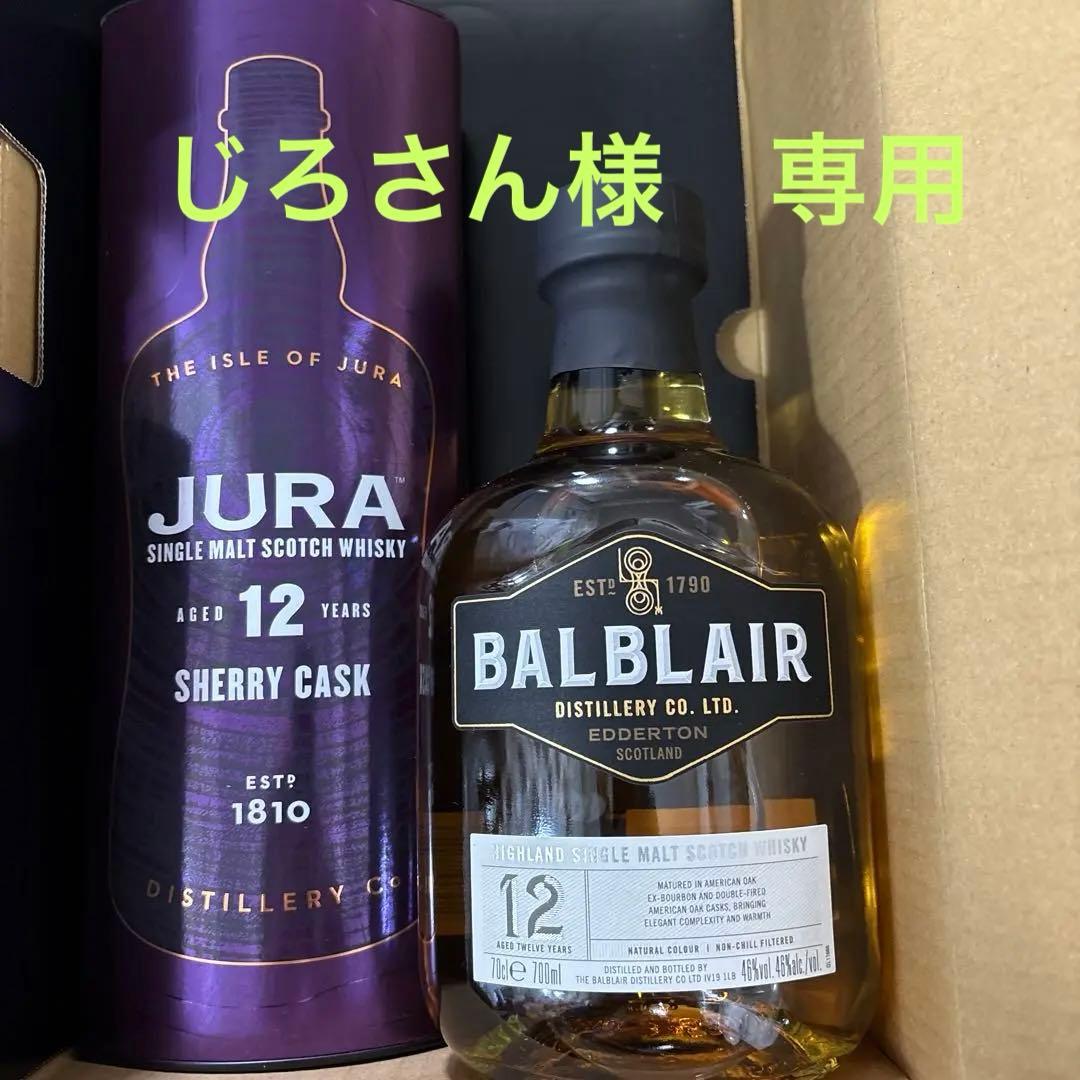 じろさん様　専用
THE ISLE OF JURA
JURA™
SINGLE MALT SCOTCH WHISKY
AGED 12 YEARS
SHERRY CASK
ESTD
1810
DISTILLERY Co
ESTD 1790
BALBLAIR
DISTILLERY CO. LTD.
EDDERTON
SCOTLAND
HIGHLAND SINGLE MALT SCOTCH WHISKY
12
AGED TWELVE YEARS
MATURED IN AMERICAN OAK
EX-BOURBON AND DOUBLE-FIRED
AMERICAN OAK CASKS, BRINGING
ELEGANT COMPLEXITY AND WARMTH
NATURAL COLOUR | NON-CHILL FILTERED
70cl e 700ml
DISTILLED AND BOTTLED BY
THE BALBLAIR DISTILLERY CO LTD IV19 1LB
46%vol. 46%alc./vol.